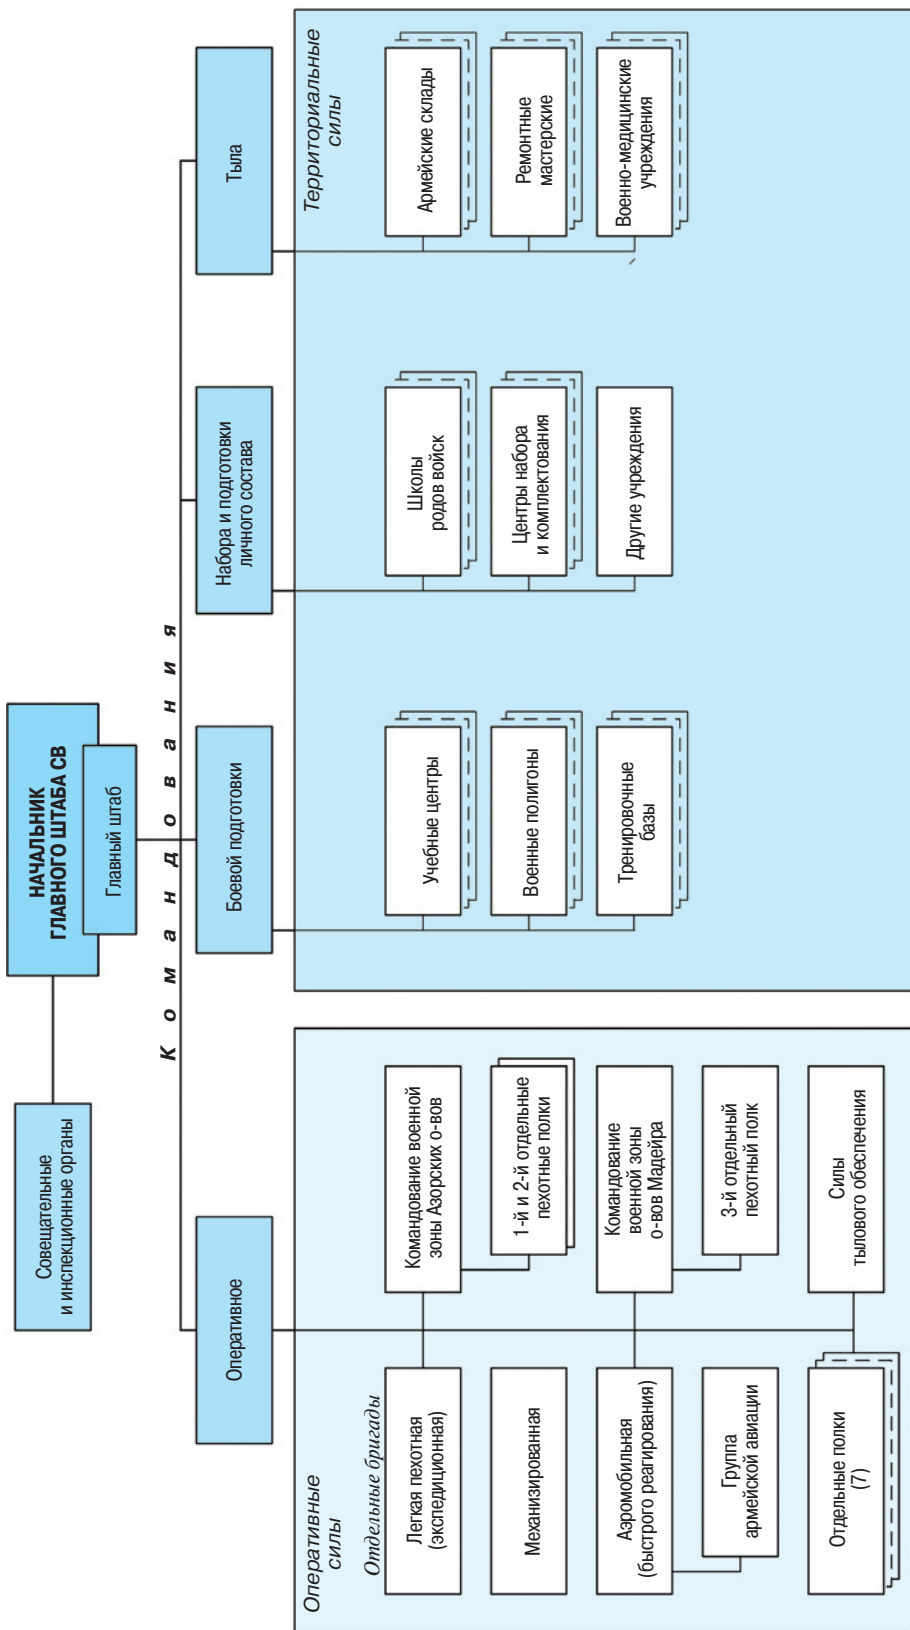 НАЧАЛЬНИК
ГЛАВНОГО ШТАБА СВ
Главный штаб
Совещательные
и инспекционные органы
Командования
Оперативное
Боевой подготовки
Набора и подготовки
личного состава
Тыла
Оперативные
силы
Отдельные бригады
Легкая пехотная
(экспедиционная)
Механизированная
Аэромобильная
(быстрого реагирования)
Группа
армейской авиации
Отдельные полки
(7)
Командование военной
зоны Азорских о-вов
1-й и 2-й отдельные
пехотные полки
Командование
военной зоны
о-вов Мадейра
3-й отдельный
пехотный полк
Силы
тылового обеспечения
Территориальные
силы
Учебные центры
Военные полигоны
Тренировочные
базы
Школы
родов войск
Центры набора
и комплектования
Другие учреждения
Армейские склады
Ремонтные
мастерские
Военно-медицинские
учреждения